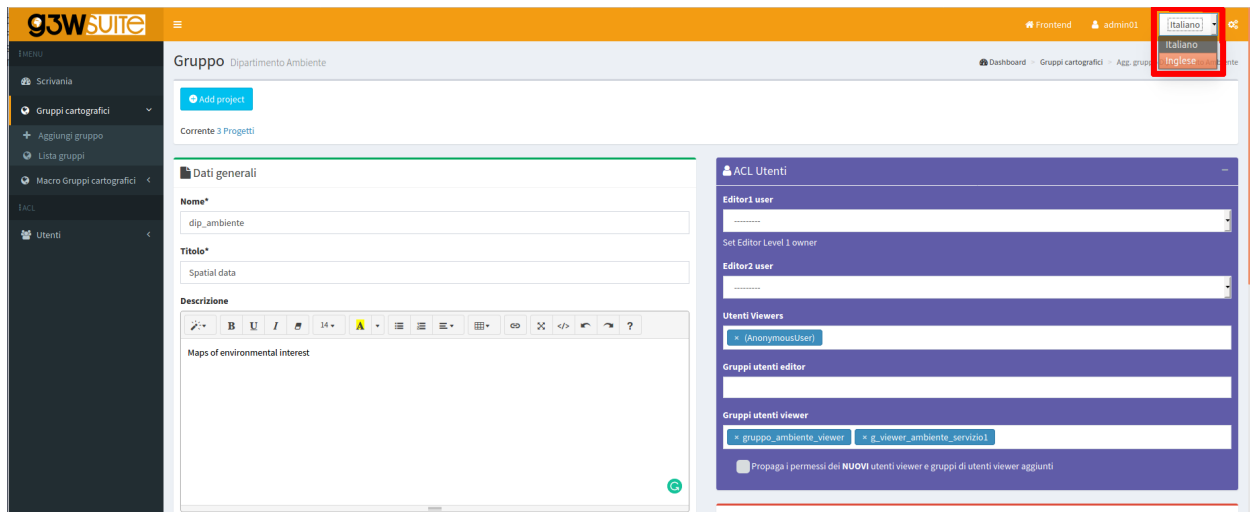 G3WSUITE
Frontend
admin01
Italiano
Italiano
Inglese
MENU
Scrivania
Gruppi cartografici
Aggiungi gruppo
Lista gruppi
Macro Gruppi cartografici
ACL
Utenti
Gruppo Dipartimento Ambiente
Dashboard Gruppi cartografici Agg. grupp
Add project
Corrente 3 Progetti
Dati generali
Nome*
dip_ambiente
Titolo*
Spatial data
Descrizione
B U I 14 A </> ?
Maps of environmental interest
ACL Utenti
Editor1 user
---------
Set Editor Level 1 owner
Editor2 user
---------
Utenti Viewers
× (AnonymousUser)
Gruppi utenti editor
Gruppi utenti viewer
× gruppo_ambiente_viewer × g_viewer_ambiente_servizio1
Propaga i permessi dei NUOVI utenti viewer e gruppi di utenti viewer aggiunti